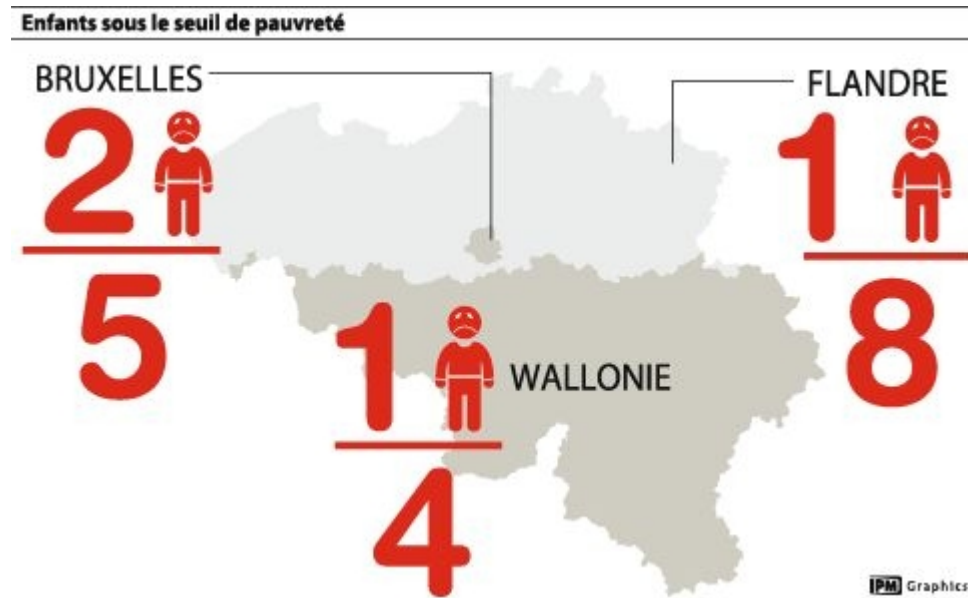 Enfants sous le seuil de pauvreté
BRUXELLES
2
5
FLANDRE
1
8
1
4
WALLONIE
IPM Graphics